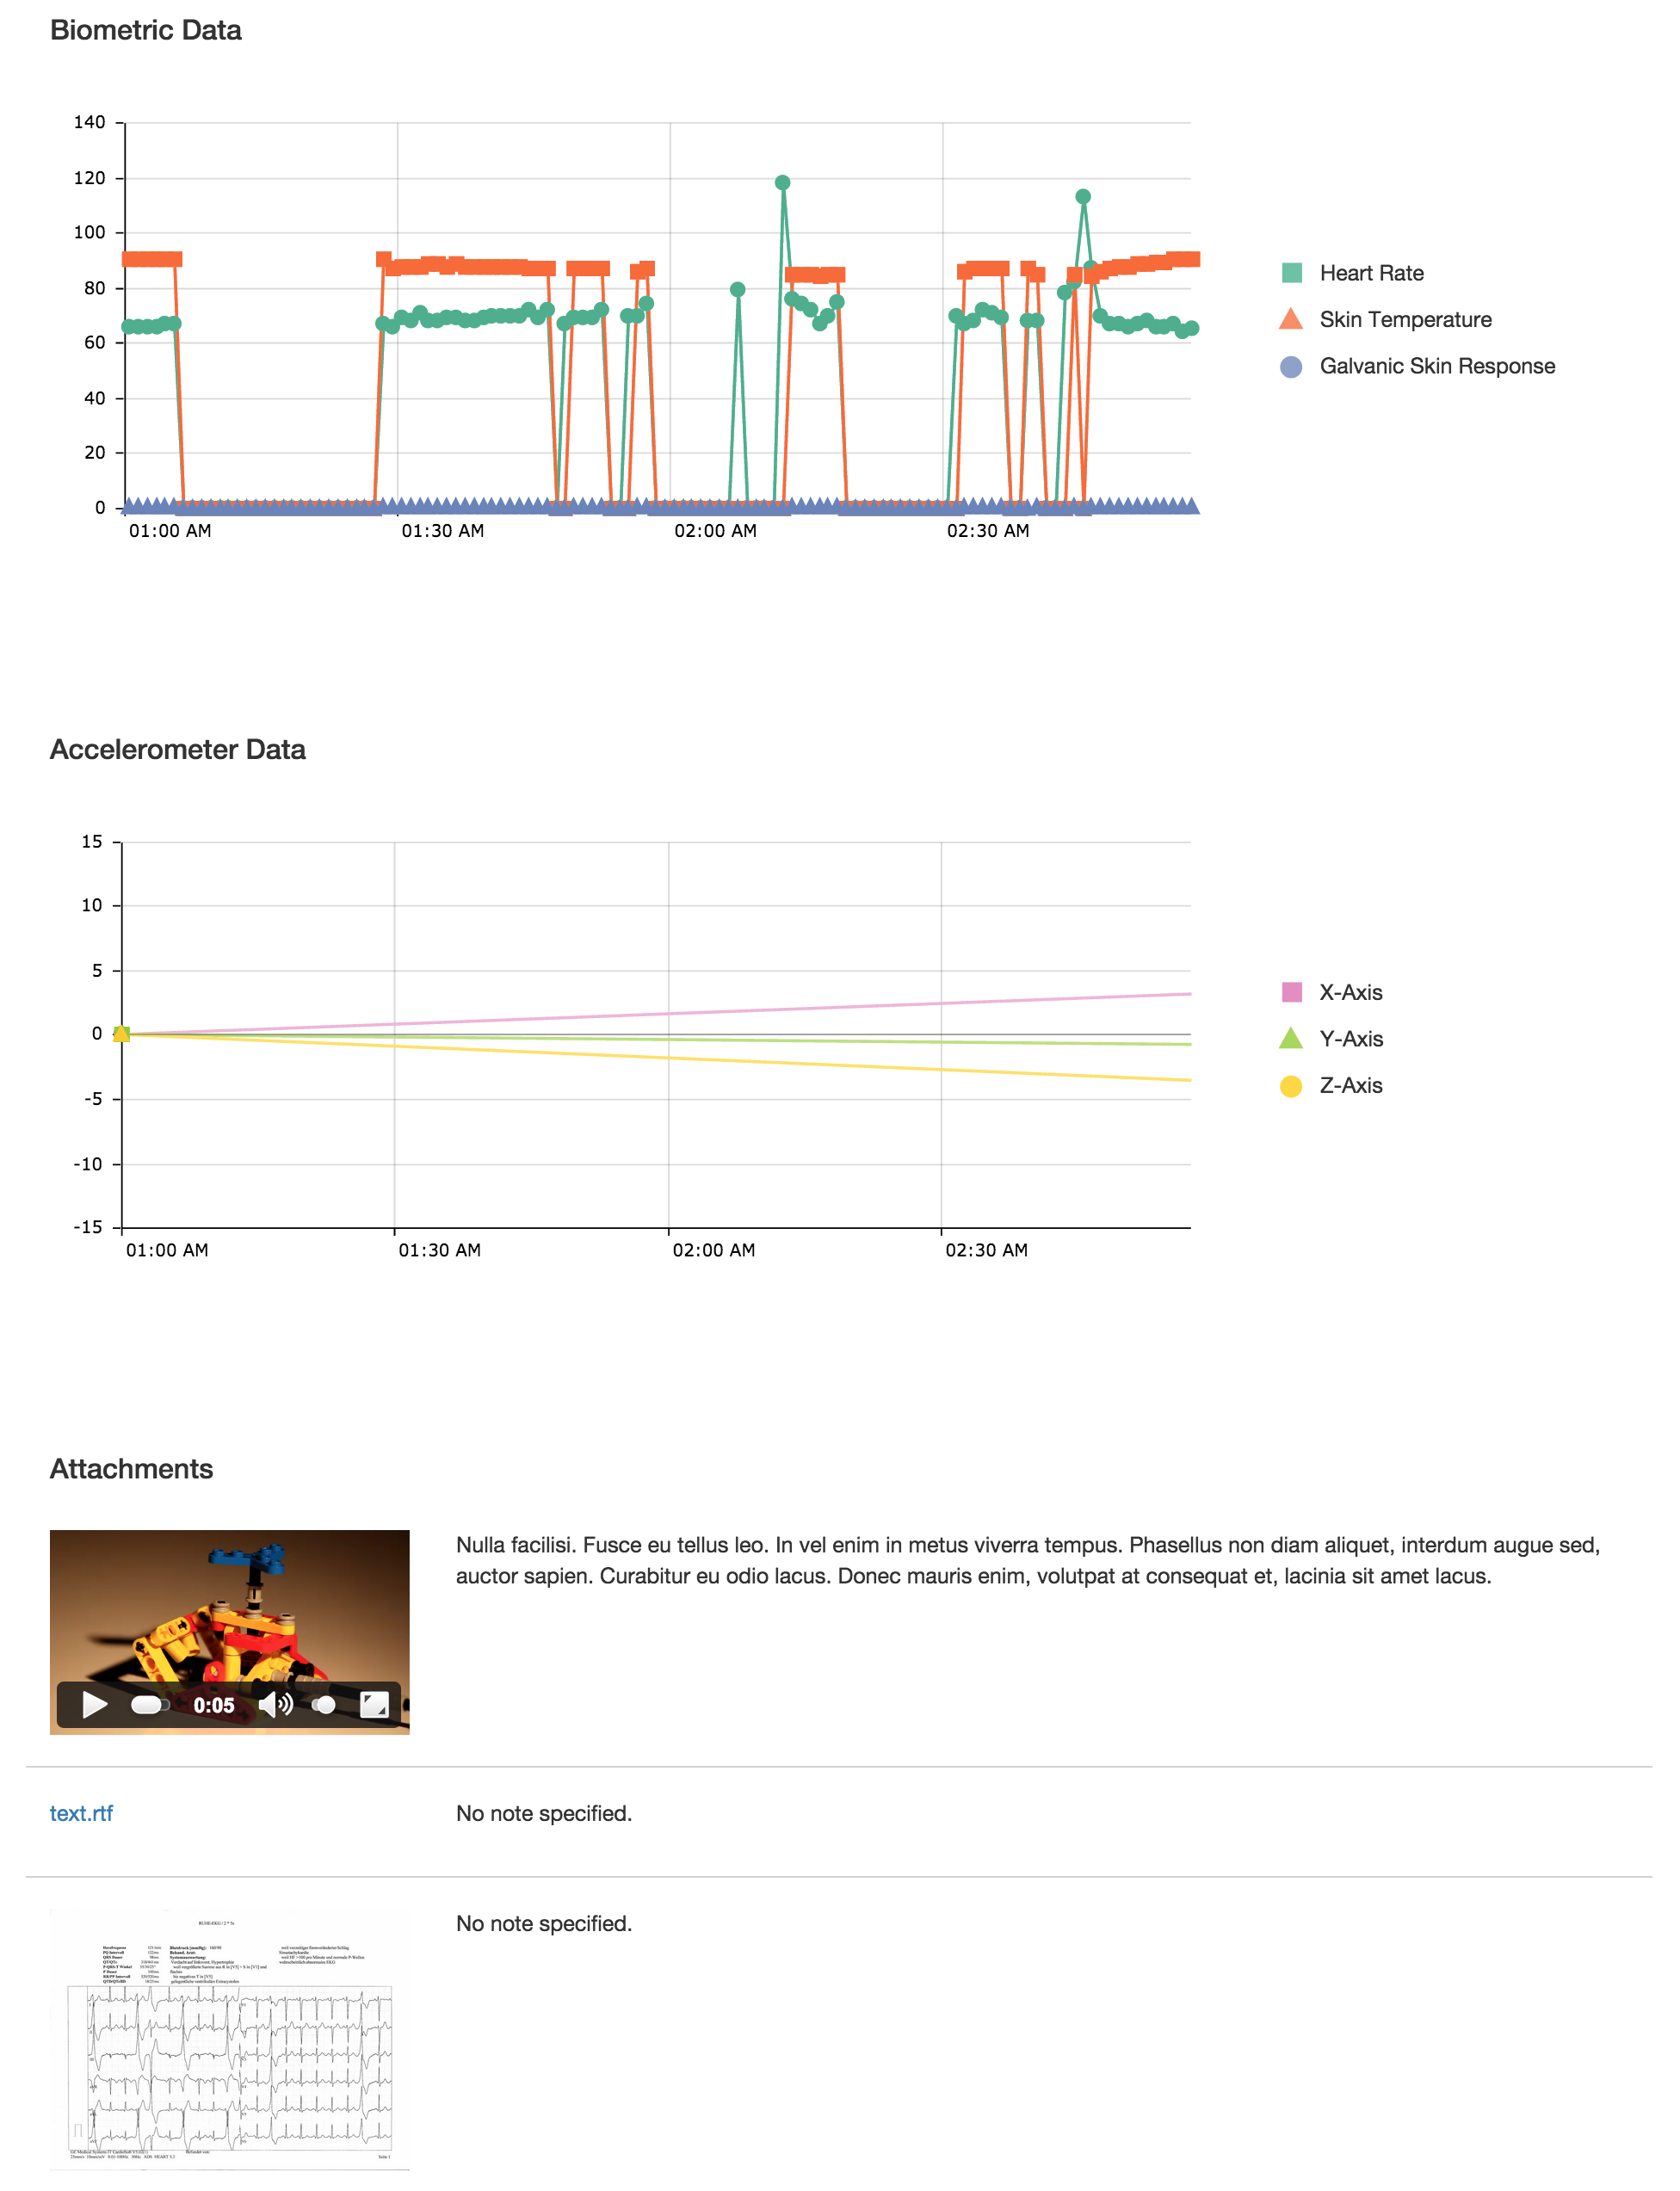 Biometric Data
140
120
100
80
60
40
20
0
01:00 AM 01:30 AM 02:00 AM 02:30 AM
Heart Rate
Skin Temperature
Galvanic Skin Response
Accelerometer Data
15
10
5
0
-5
-10
-15
01:00 AM 01:30 AM 02:00 AM 02:30 AM
X-Axis
Y-Axis
Z-Axis
Attachments
0:05
Nulla facilisi. Fusce eu tellus leo. In vel enim in metus viverra tempus. Phasellus non diam aliquet, interdum augue sed,
auctor sapien. Curabitur eu odio lacus. Donec mauris enim, volutpat at consequat et, lacinia sit amet lacus.
text.rtf
No note specified.
No note specified.